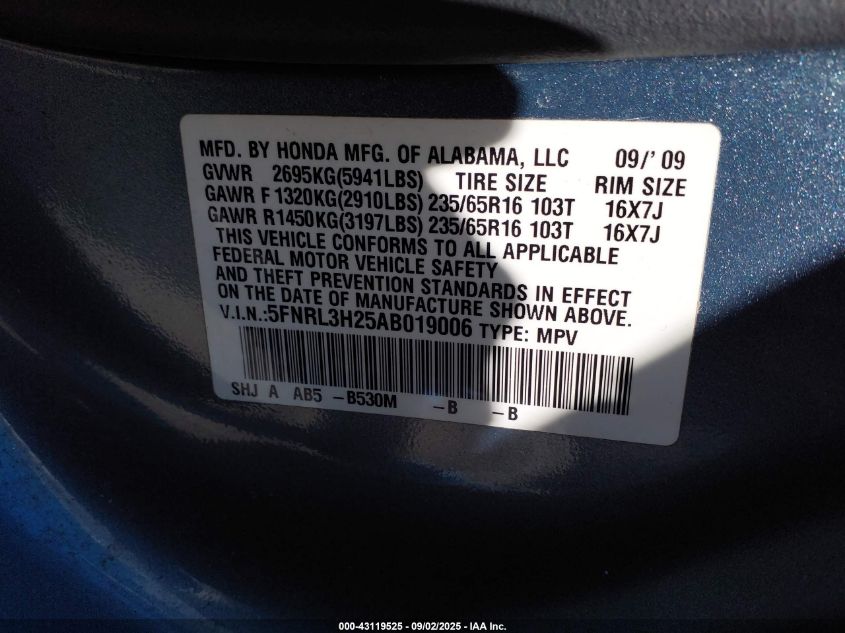 MFD. BY HONDA MFG. OF ALABAMA, LLC 09/'09
GVWR 2695KG(5941LBS) TIRE SIZE RIM SIZE
GAWR F 1320KG(2910LBS) 235/65R16 103T 16X7J
GAWR R 1450KG(3197LBS) 235/65R16 103T 16X7J
THIS VEHICLE CONFORMS TO ALL APPLICABLE
FEDERAL MOTOR VEHICLE SAFETY
AND THEFT PREVENTION STANDARDS IN EFFECT
ON THE DATE OF MANUFACTURE SHOWN ABOVE.
V.I.N.:5FNRL3H25AB019006 TYPE: MPV
SHJ A AB5 -B530M -B -B
000-43119525 - 09/02/2025 - IAA Inc.